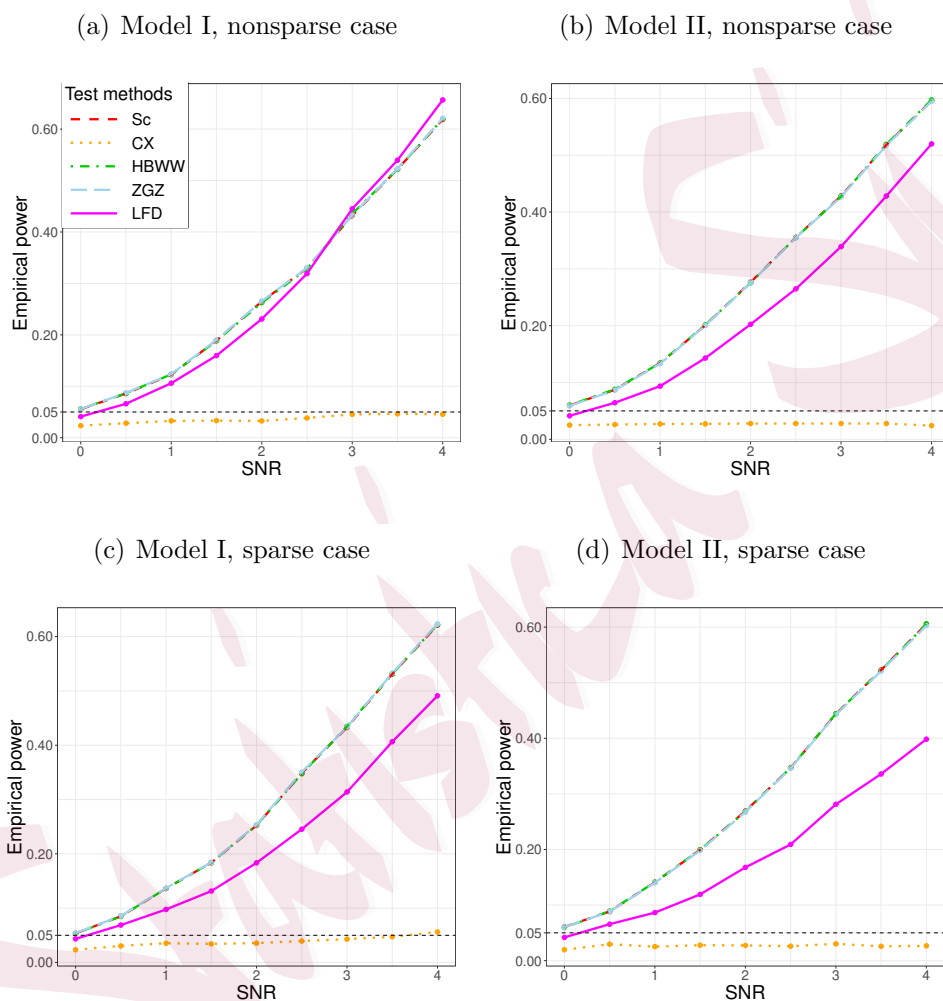 (a) Model I, nonsparse case
(b) Model II, nonsparse case
Test methods
Sc
CX
HBWW
ZGZ
LFD
Empirical power
0.60
0.40
0.20
0.05
0.00
0 1 2 3 4
SNR
Empirical power
0.60
0.40
0.20
0.05
0.00
0 1 2 3 4
SNR
(c) Model I, sparse case
(d) Model II, sparse case
Empirical power
0.60
0.40
0.20
0.05
0.00
0 1 2 3 4
SNR
Empirical power
0.60
0.40
0.20
0.05
0.00
0 1 2 3 4
SNR